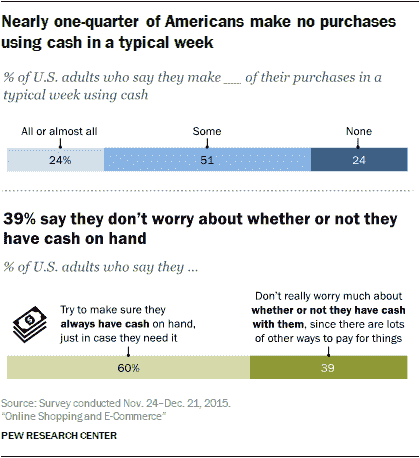 Nearly one-quarter of Americans make no purchases
using cash in a typical week
% of U.S. adults who say they make ___ of their purchases in a
typical week using cash
All or almost all Some None
24% 51 24
39% say they don't worry about whether or not they
have cash on hand
% of U.S. adults who say they ...
Try to make sure they
always have cash on hand,
just in case they need it
Don't really worry much about
whether or not they have cash
with them, since there are lots
of other ways to pay for things
60% 39
Source: Survey conducted Nov. 24–Dec. 21, 2015.
"Online Shopping and E-Commerce"
PEW RESEARCH CENTER